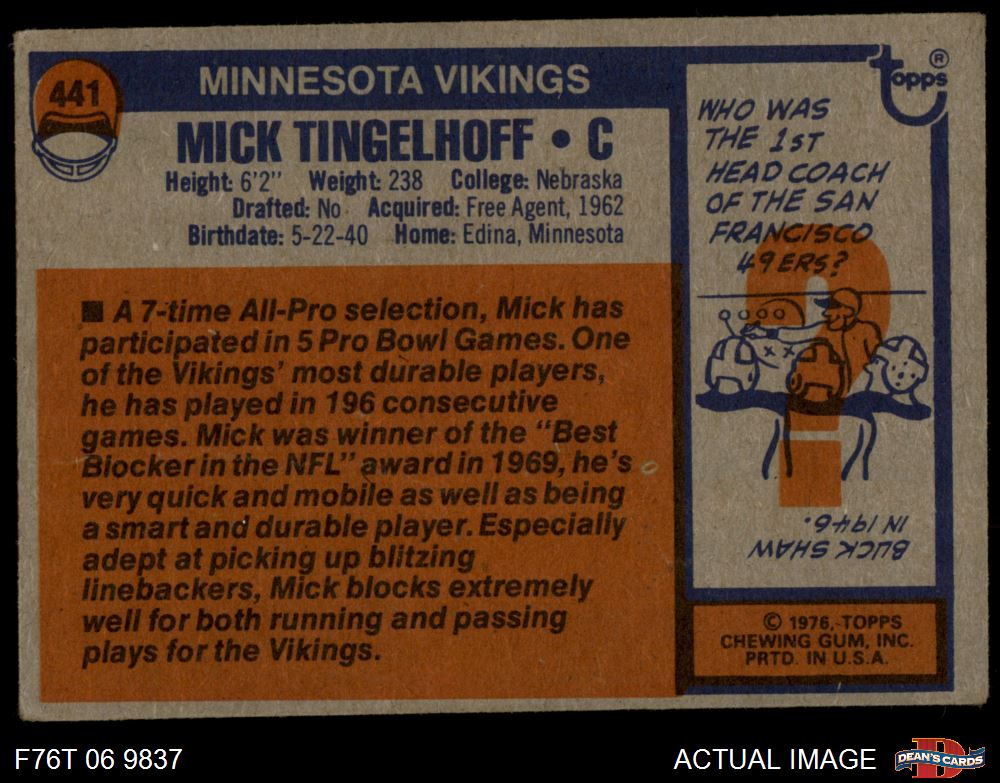 441
MINNESOTA VIKINGS
MICK TINGELHOFF • C
Height: 6'2" Weight: 238 College: Nebraska
Drafted: No Acquired: Free Agent, 1962
Birthdate: 5-22-40 Home: Edina, Minnesota
■ A 7-time All-Pro selection, Mick has
participated in 5 Pro Bowl Games. One
of the Vikings' most durable players,
he has played in 196 consecutive
games. Mick was winner of the "Best
Blocker in the NFL" award in 1969, he's
very quick and mobile as well as being
a smart and durable player. Especially
adept at picking up blitzing
linebackers, Mick blocks extremely
well for both running and passing
plays for the Vikings.
Topps ®
WHO WAS
THE 1ST
HEAD COACH
OF THE SAN
FRANCISCO
49ERS?
?
BUCK SHAW
IN 1946.
© 1976, TOPPS
CHEWING GUM, INC.
PRTD. IN U.S.A.
F76T 06 9837
ACTUAL IMAGE
D
DEAN'S CARDS